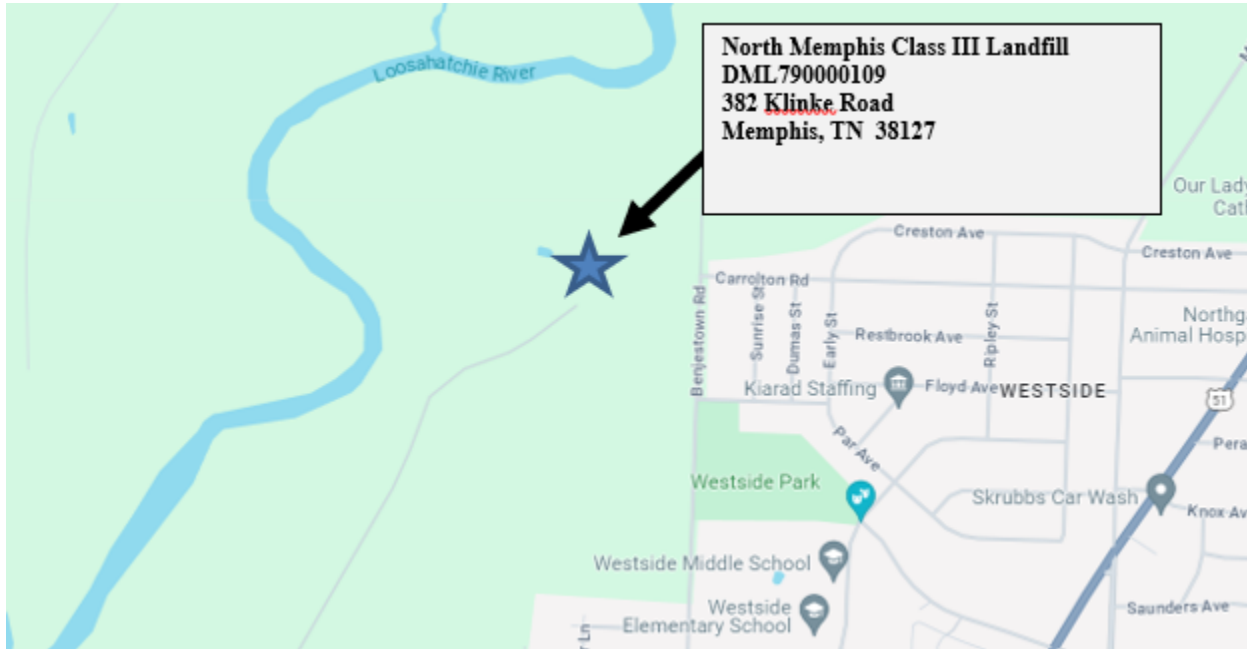 North Memphis Class III Landfill
DML790000109
382 Klinke Road
Memphis, TN  38127
Loosahatchie River
Our Lady
Creston Ave
Creston Ave
Carrolton Rd
Benjestown Rd
Sunrise St
Dumas St
Early St
Ripley St
Restbrook Ave
Northg
Animal Hosp
Kiarad Staffing
Floyd Ave
WESTSIDE
51
Par Ave
Pera
Westside Park
Skrubbs Car Wash
Knox Av
Westside Middle School
Westside
Elementary School
Saunders Ave
Ln